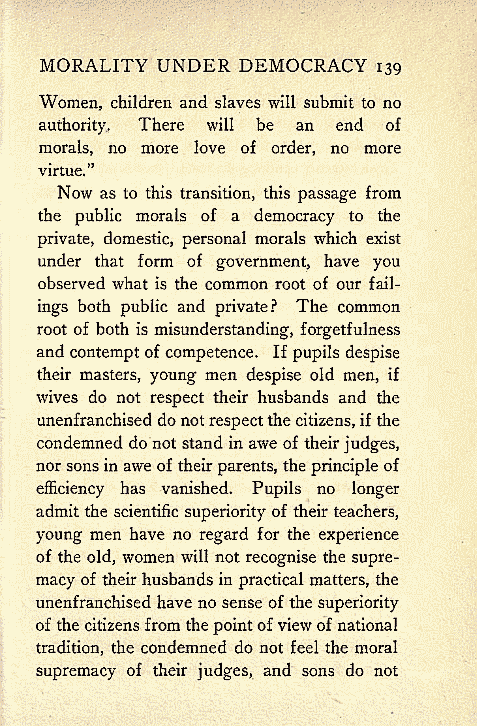 MORALITY UNDER DEMOCRACY 139
Women, children and slaves will submit to no
authority. There will be an end of
morals, no more love of order, no more
virtue."
Now as to this transition, this passage from
the public morals of a democracy to the
private, domestic, personal morals which exist
under that form of government, have you
observed what is the common root of our fail-
ings both public and private? The common
root of both is misunderstanding, forgetfulness
and contempt of competence. If pupils despise
their masters, young men despise old men, if
wives do not respect their husbands and the
unenfranchised do not respect the citizens, if the
condemned do not stand in awe of their judges,
nor sons in awe of their parents, the principle of
efficiency has vanished. Pupils no longer
admit the scientific superiority of their teachers,
young men have no regard for the experience
of the old, women will not recognise the supre-
macy of their husbands in practical matters, the
unenfranchised have no sense of the superiority
of the citizens from the point of view of national
tradition, the condemned do not feel the moral
supremacy of their judges, and sons do not